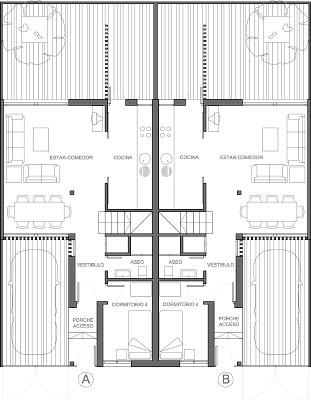 ESTAR-COMEDOR
COCINA
COCINA
ESTAR-COMEDOR
VESTIBULO
ASEO
ASEO
VESTIBULO
DORMITORIO 4
DORMITORIO 4
PORCHE
ACCESO
PORCHE
ACCESO
A
B